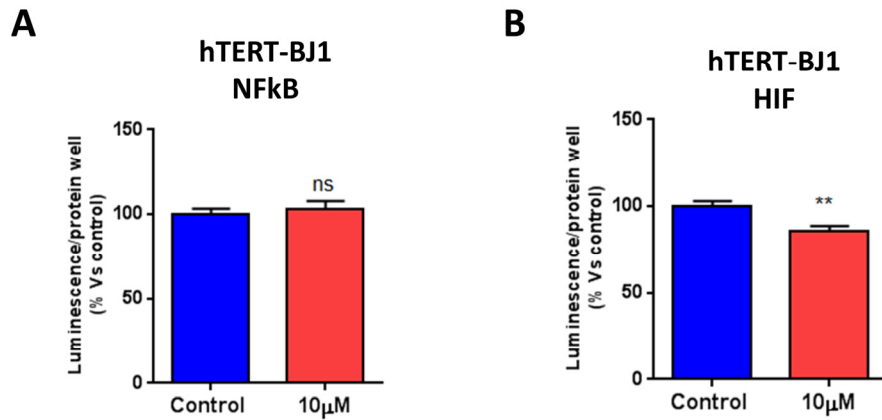 A
hTERT-BJ1
NFkB
Luminescence/protein well
(% Vs control)
150
100
50
0
ns
Control
10μM
B
hTERT-BJ1
HIF
Luminescence/protein well
(% Vs control)
150
100
50
0
**
Control
10μM